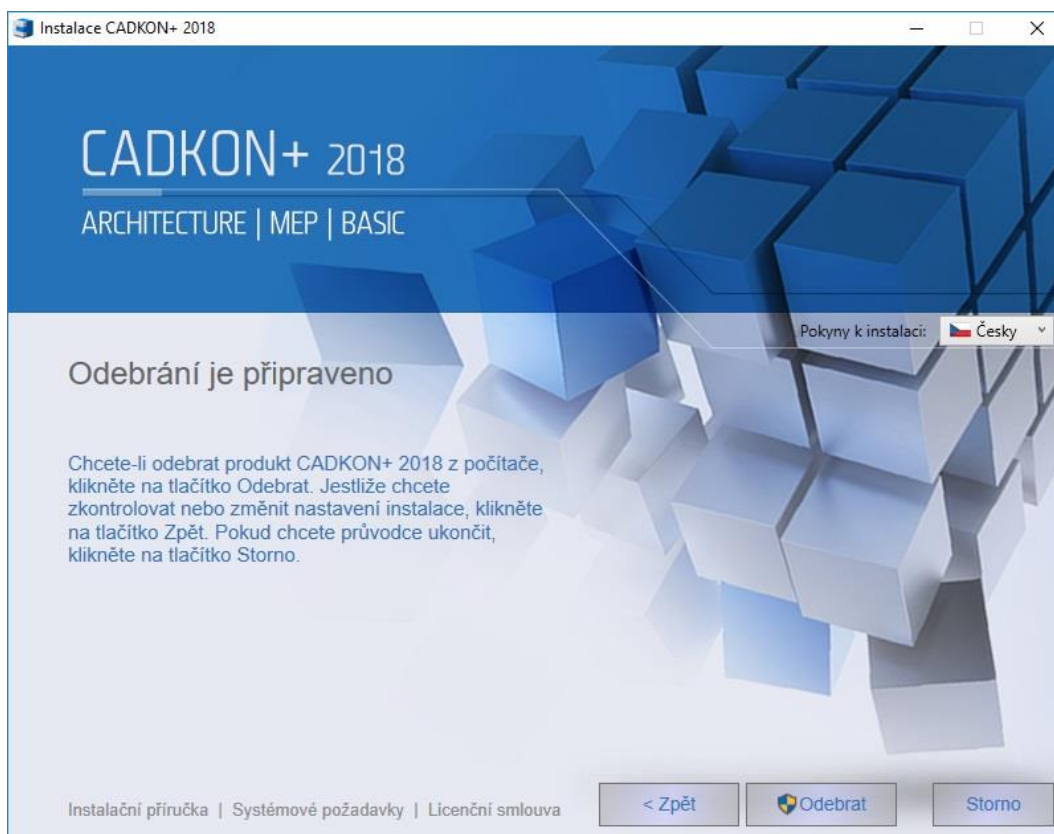 Instalace CADKON+ 2018
CADKON+ 2018
ARCHITECTURE | MEP | BASIC
Pokyny k instalaci: Česky
Odebrání je připraveno
Chcete-li odebrat produkt CADKON+ 2018 z počítače,
klikněte na tlačítko Odebrat. Jestliže chcete
zkontrolovat nebo změnit nastavení instalace, klikněte
na tlačítko Zpět. Pokud chcete průvodce ukončit,
klikněte na tlačítko Storno.
Instalační příručka | Systémové požadavky | Licenční smlouva
< Zpět
Odebrat
Storno